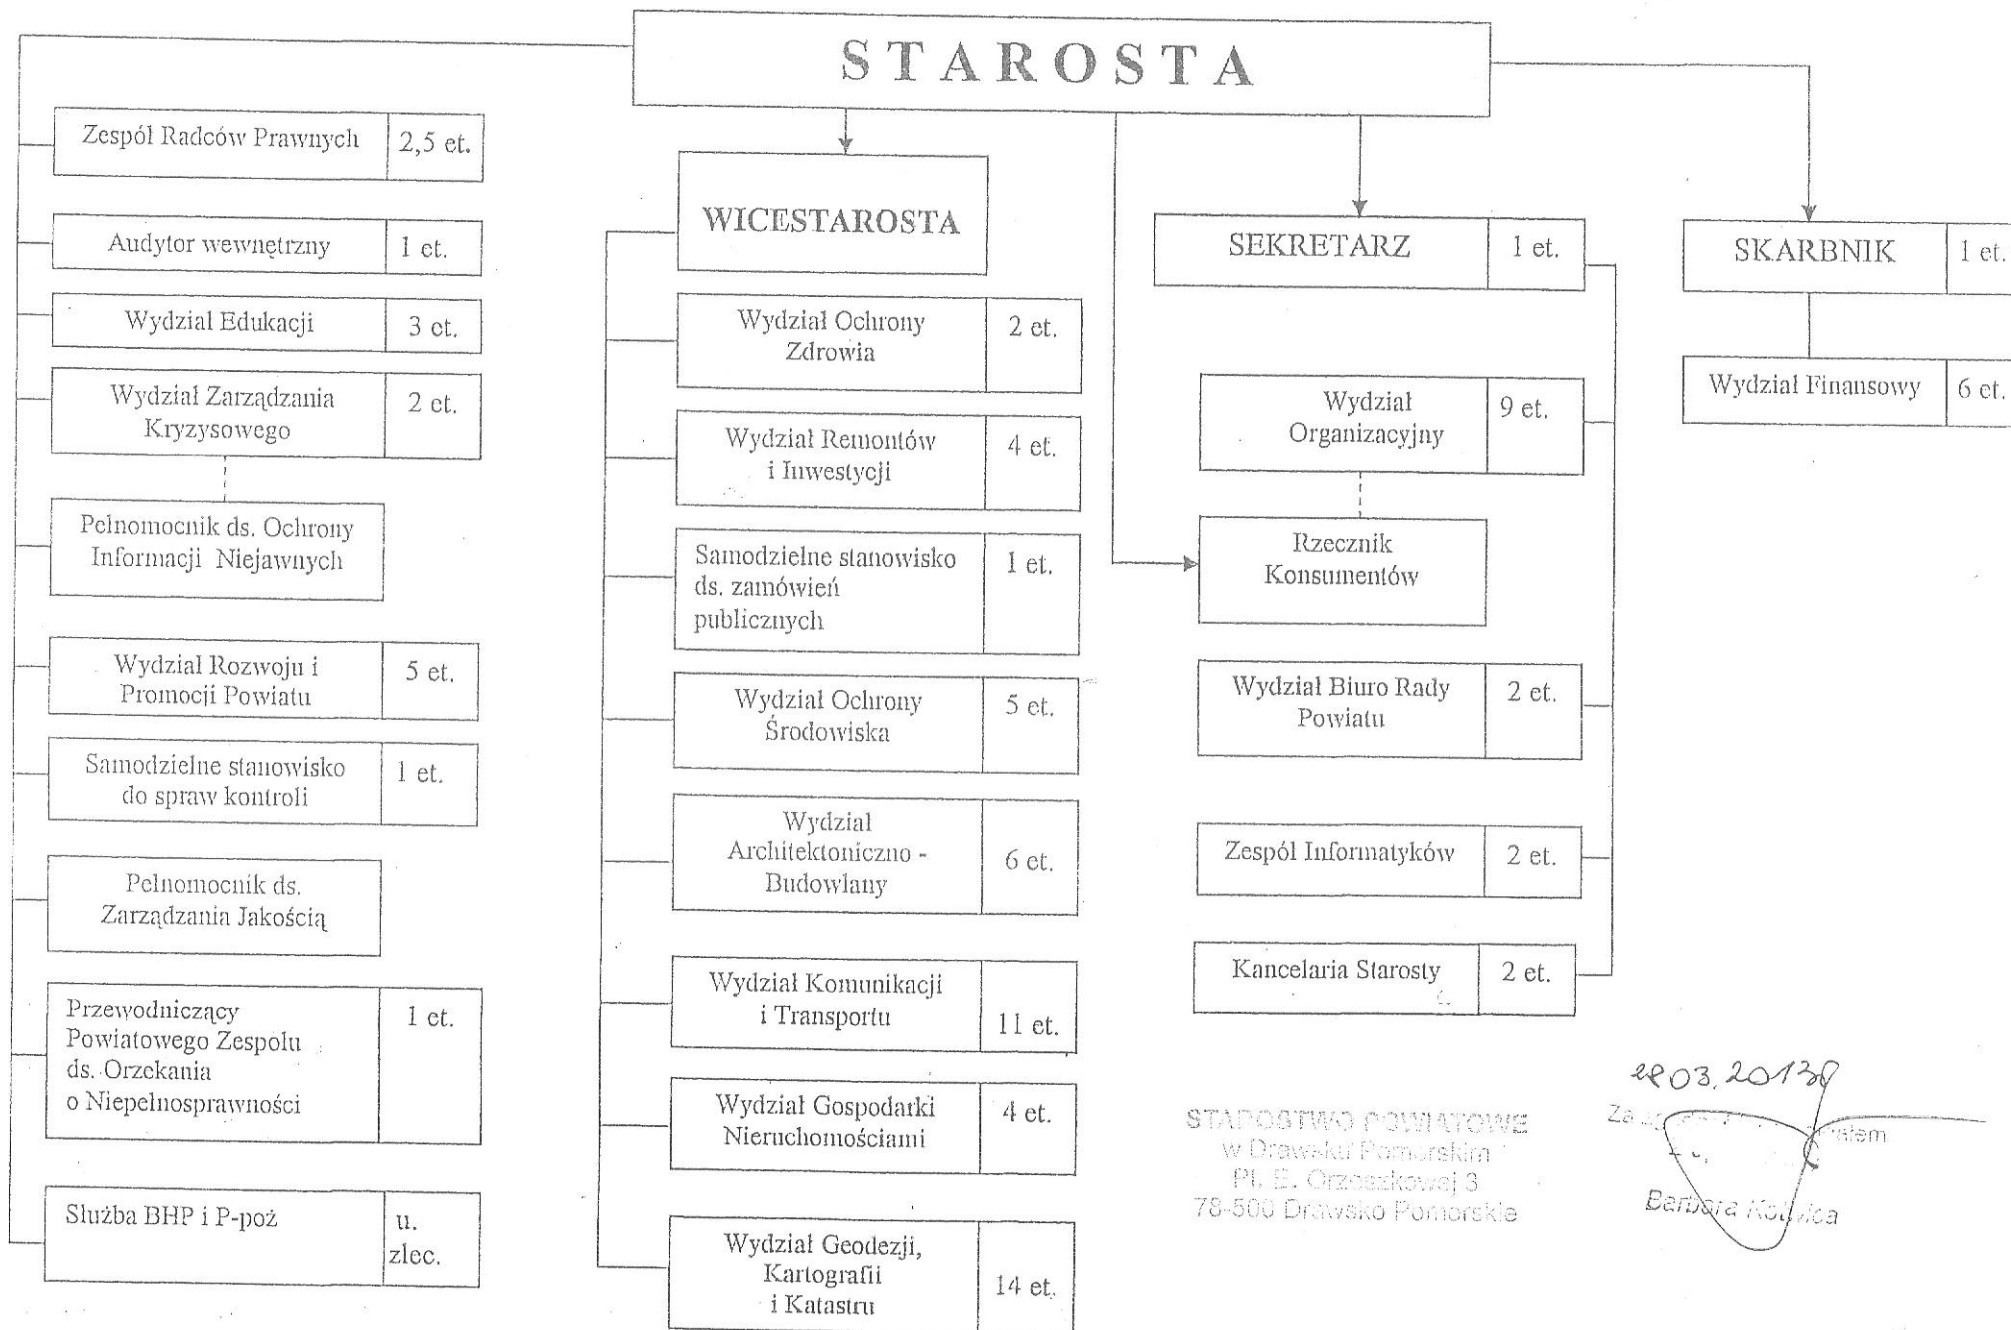 STAROSTA
Zespół Radców Prawnych
2,5 et.
Audytor wewnętrzny
1 et.
Wydział Edukacji
3 et.
Wydział Zarządzania
Kryzysowego
2 et.
Pełnomocnik ds. Ochrony
Informacji Niejawnych
Wydział Rozwoju i
Promocji Powiatu
5 et.
Samodzielne stanowisko
do spraw kontroli
1 et.
Pełnomocnik ds.
Zarządzania Jakością
Przewodniczący
Powiatowego Zespołu
ds. Orzekania
o Niepełnosprawności
1 et.
Służba BHP i P-poż
u.
zlec.
WICESTAROSTA
Wydział Ochrony
Zdrowia
2 et.
Wydział Remontów
i Inwestycji
4 et.
Samodzielne stanowisko
ds. zamówień
publicznych
1 et.
Wydział Ochrony
Środowiska
5 et.
Wydział
Architektoniczno -
Budowlany
6 et.
Wydział Komunikacji
i Transportu
11 et.
Wydział Gospodarki
Nieruchomościami
4 et.
Wydział Geodezji,
Kartografii
i Katastru
14 et.
SEKRETARZ
1 et.
Wydział
Organizacyjny
9 et.
Rzecznik
Konsumentów
Wydział Biuro Rady
Powiatu
2 et.
Zespół Informatyków
2 et.
Kancelaria Starosty
2 et.
SKARBNIK
1 et.
Wydział Finansowy
6 et.
STAROSTWO POWIATOWE
w Drawsku Pomorskim
Pl. E. Orzeszkowej 3
78-500 Drawsko Pomorskie
03.2013
Za
Barbara